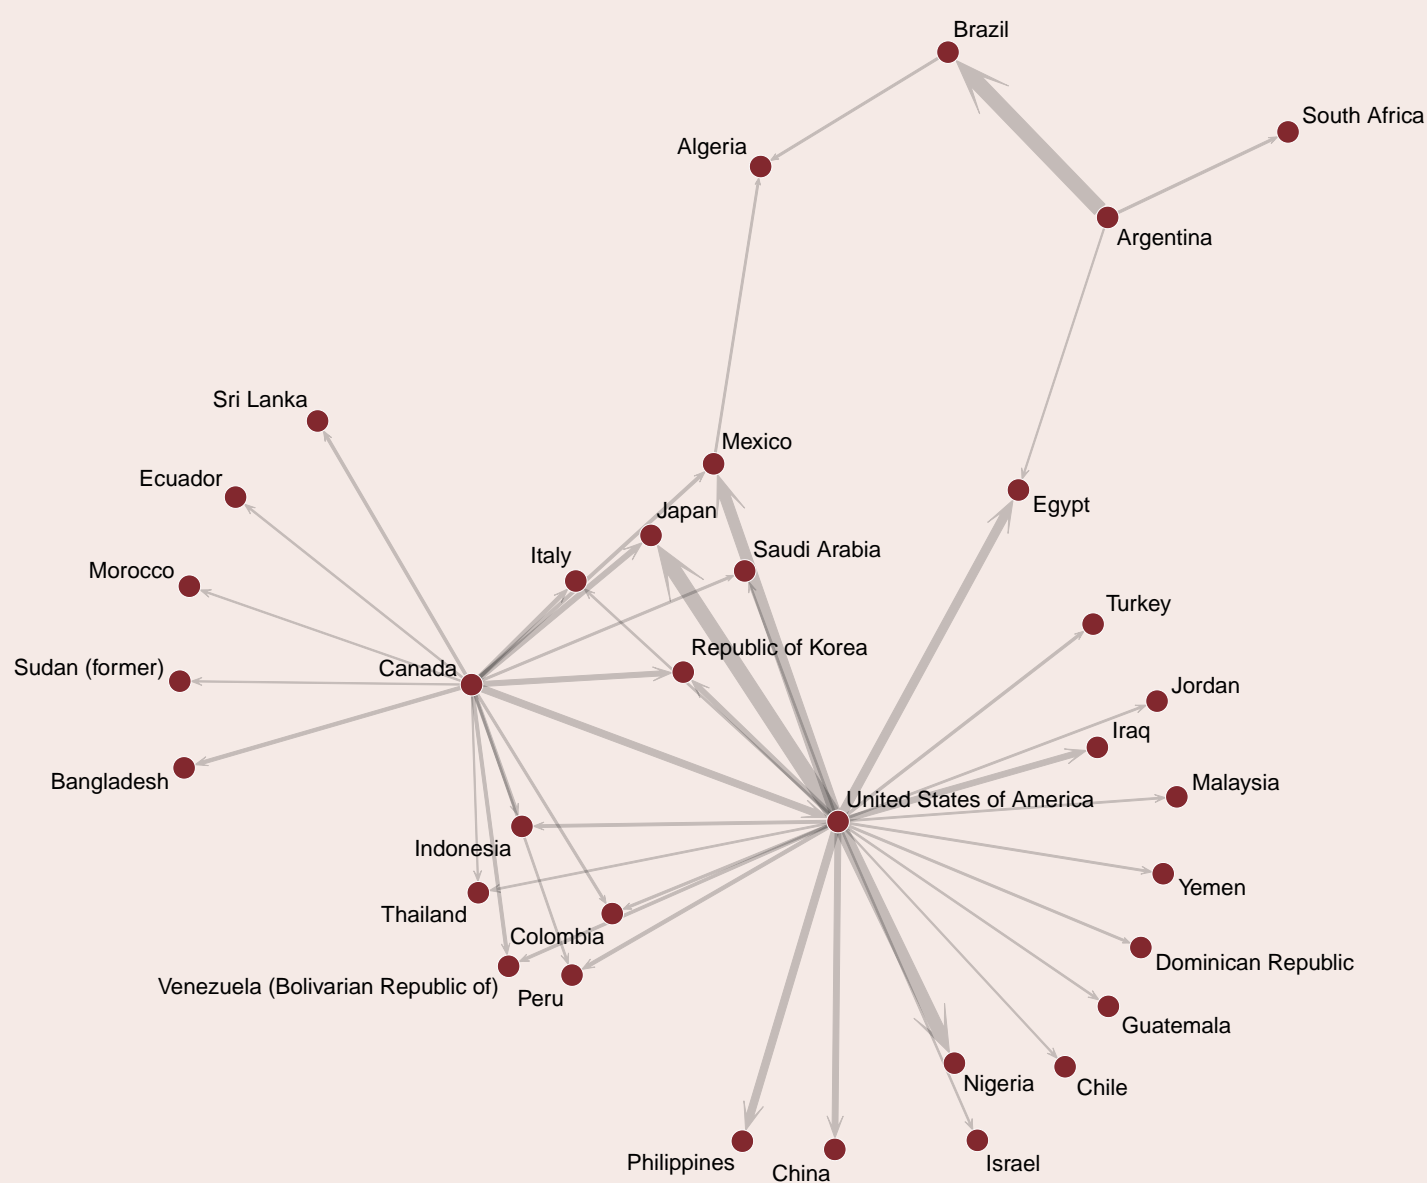 Brazil
South Africa
Algeria
Argentina
Sri Lanka
Mexico
Ecuador
Egypt
Japan
Saudi Arabia
Italy
Morocco
Turkey
Republic of Korea
Sudan (former)
Canada
Jordan
Iraq
Bangladesh
Malaysia
United States of America
Indonesia
Yemen
Thailand
Colombia
Dominican Republic
Venezuela (Bolivarian Republic of)
Peru
Guatemala
Nigeria
Chile
Philippines
China
Israel